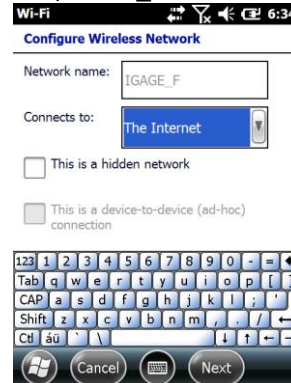 Wi-Fi 6:34
Configure Wireless Network
Network name: IGAGE_F
Connects to: The Internet
This is a hidden network
This is a device-to-device (ad-hoc)
connection
123 1 2 3 4 5 6 7 8 9 0 - =
Tab q w e r t y u i o p [ ]
CAP a s d f g h j k l ; '
Shift z x c v b n m , . /
Ctl áü ` \
Cancel Next